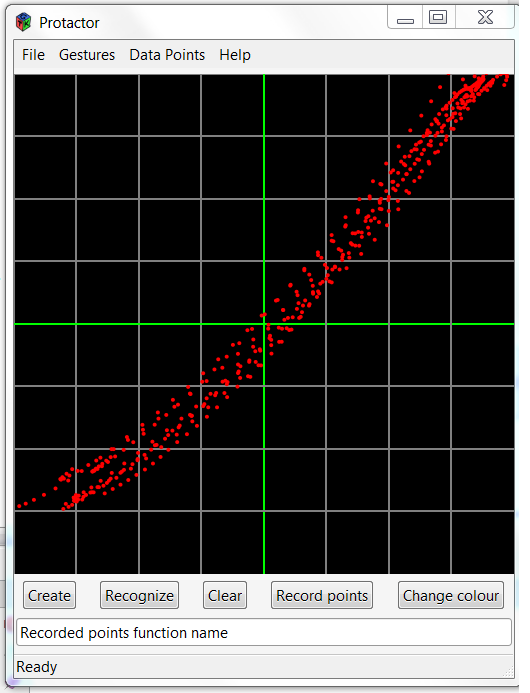 Protactor
File Gestures Data Points Help
Create Recognize Clear Record points Change colour
Recorded points function name
Ready